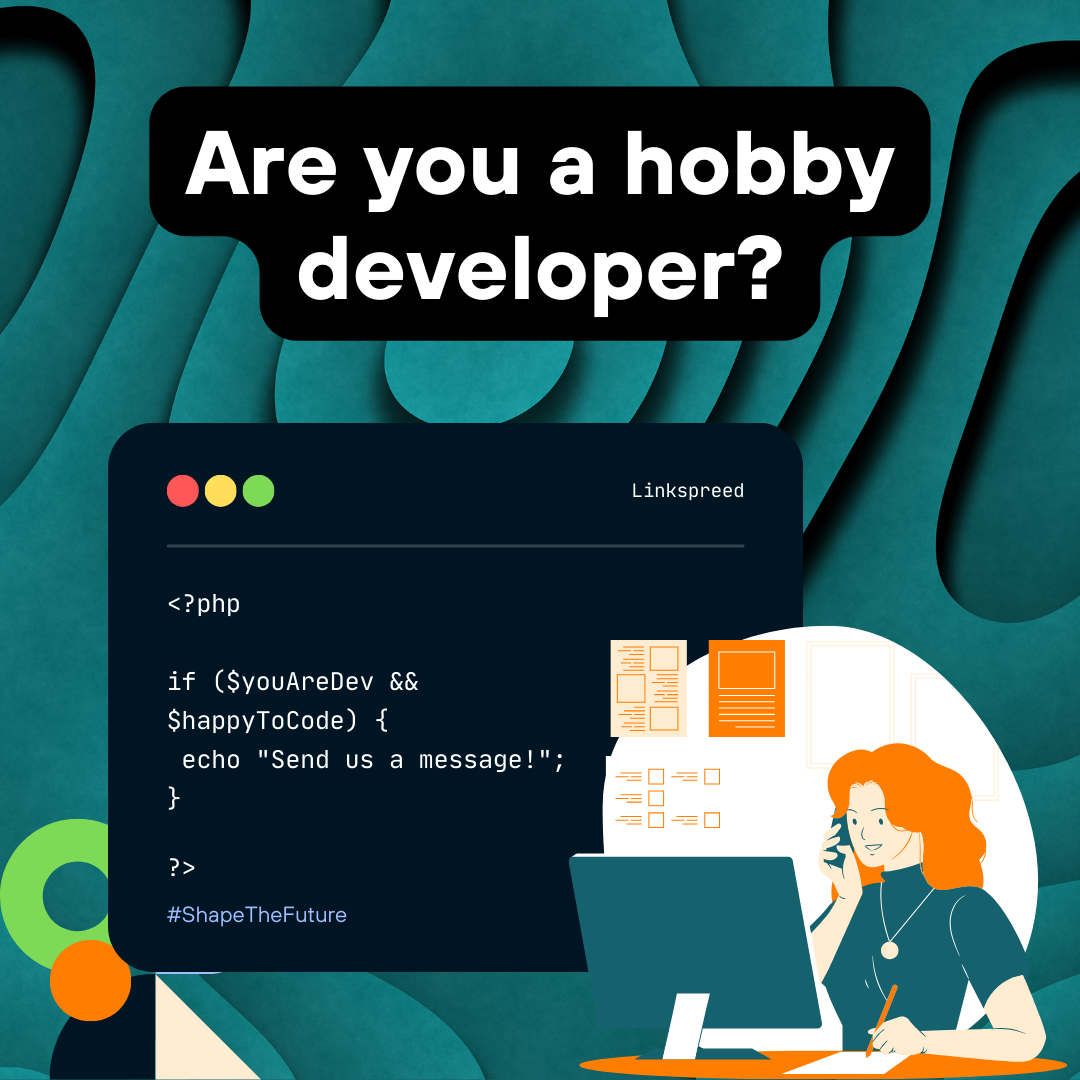 Are you a hobby
developer?
Linkspreed
<?php
if ($youAreDev &&
$happyToCode) {
echo "Send us a message!";
}
?>
#ShapeTheFuture